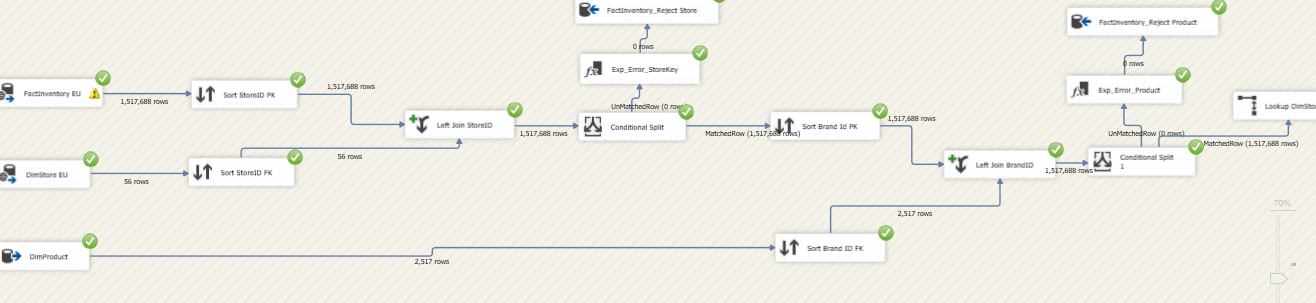 FactInventory_Reject Store
FactInventory_Reject Product
0 rows
0 rows
Exp_Error_StoreKey
Exp_Error_Product
FactInventory EU
1,517,688 rows
Sort StoreID PK
1,517,688 rows
UnMatchedRow (0 rows)
Lookup DimStor
Left Join StoreID
1,517,688 rows
Conditional Split
MatchedRow (1,517,688 rows)
Sort Brand Id PK
1,517,688 rows
UnMatchedRow (0 rows)
MatchedRow (1,517,688 rows)
DimStore EU
56 rows
Sort StoreID FK
56 rows
Left Join BrandID
1,517,688 rows
Conditional Split
1
2,517 rows
70%
DimProduct
2,517 rows
Sort Brand ID FK